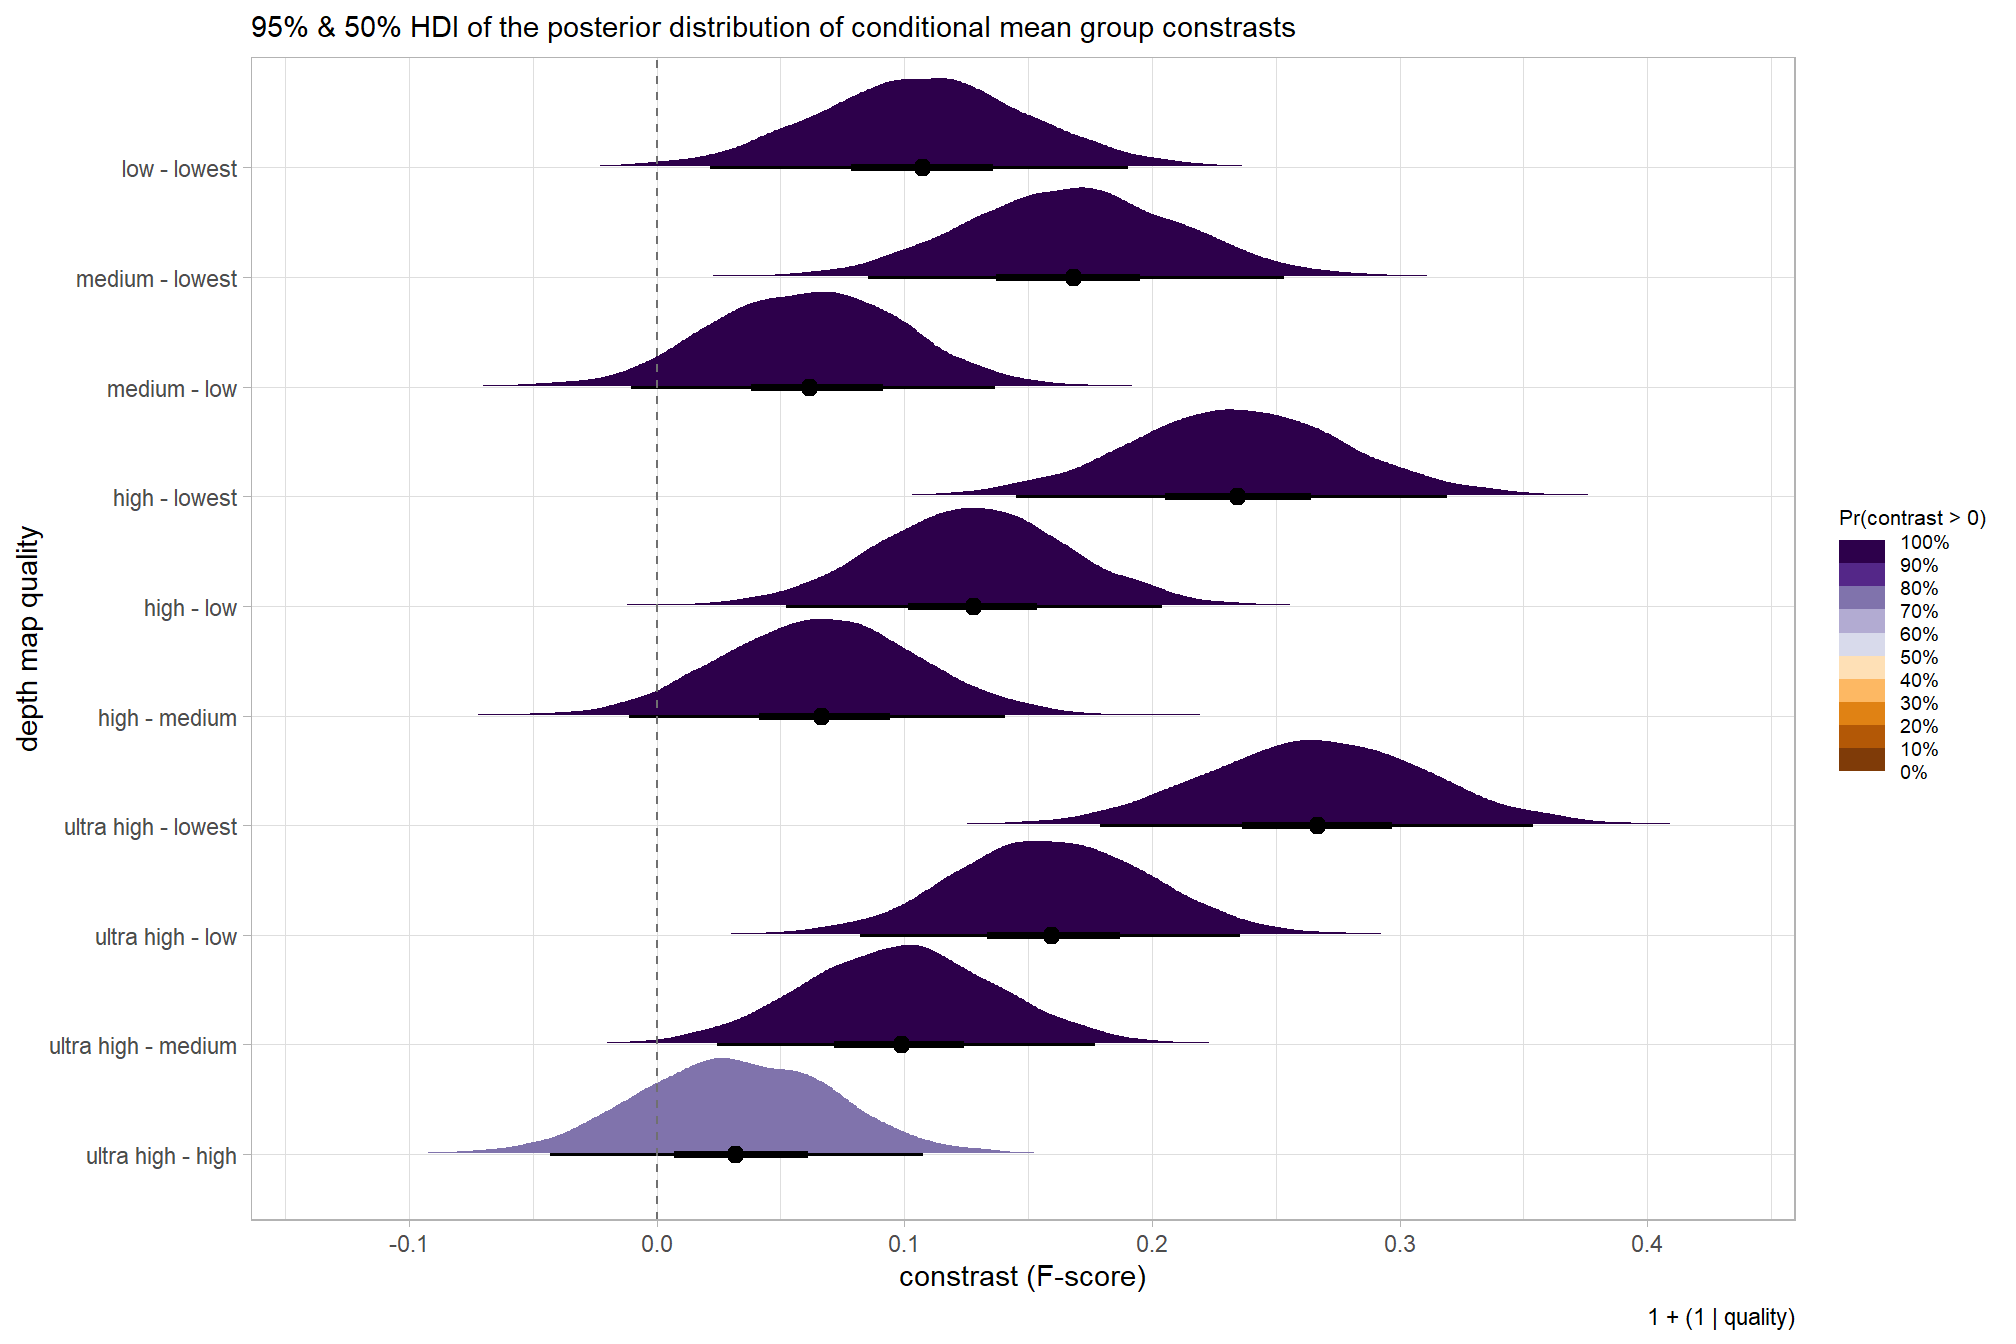 95% & 50% HDI of the posterior distribution of conditional mean group constrasts
depth map quality
low - lowest
medium - lowest
medium - low
high - lowest
high - low
high - medium
ultra high - lowest
ultra high - low
ultra high - medium
ultra high - high
-0.1
0.0
0.1
0.2
0.3
0.4
constrast (F-score)
Pr(contrast > 0)
100%
90%
80%
70%
60%
50%
40%
30%
20%
10%
0%
1 + (1 | quality)